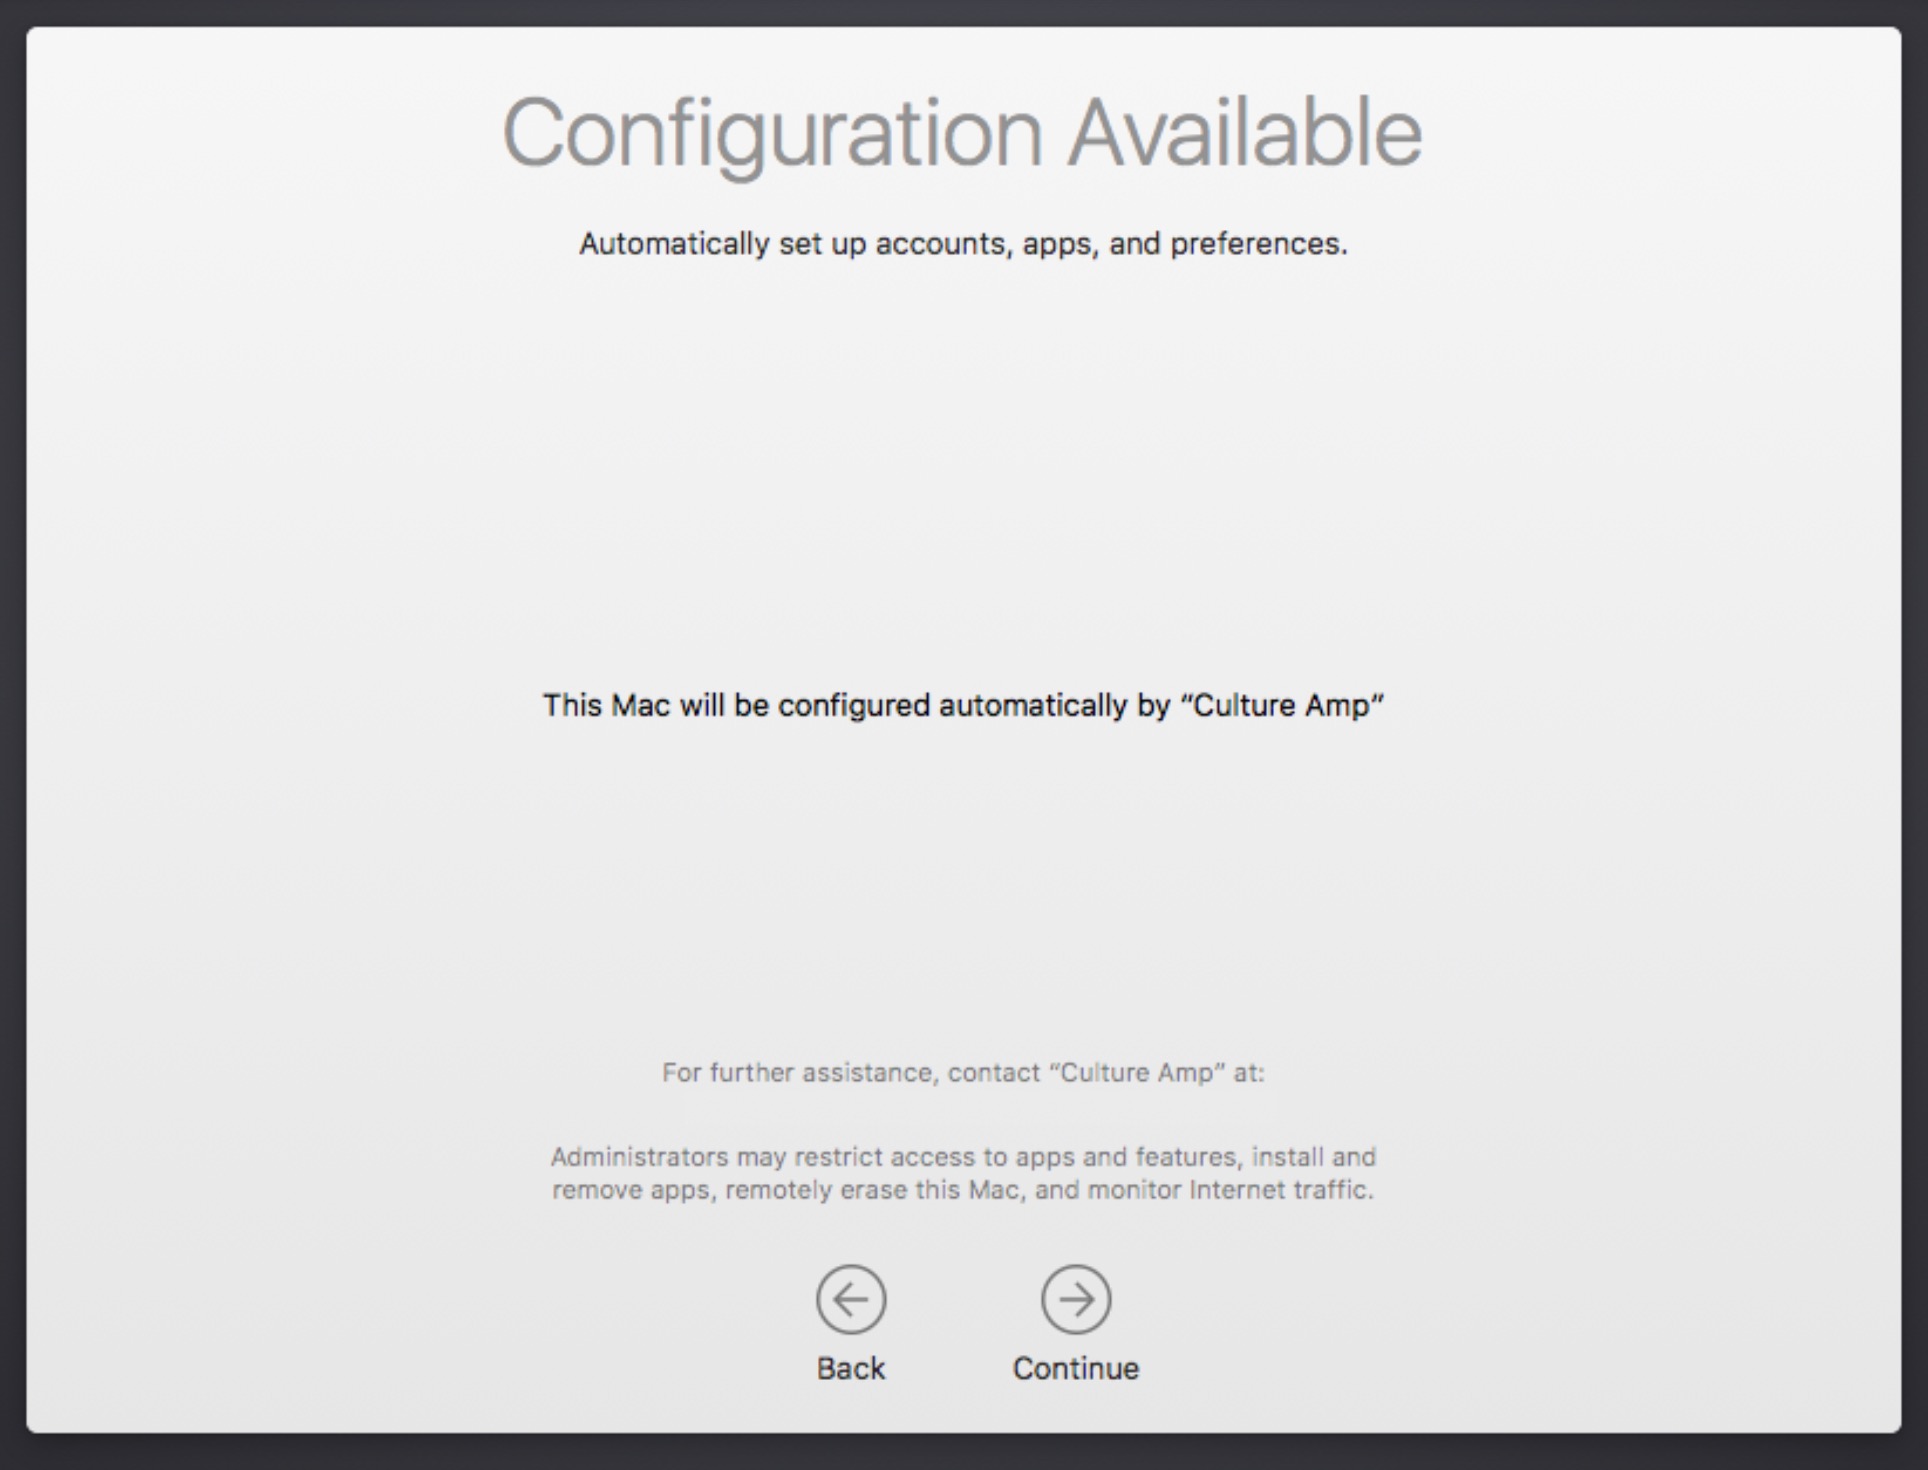 Configuration Available
Automatically set up accounts, apps, and preferences.
This Mac will be configured automatically by “Culture Amp”
For further assistance, contact “Culture Amp” at:
Administrators may restrict access to apps and features, install and
remove apps, remotely erase this Mac, and monitor Internet traffic.
Back
Continue